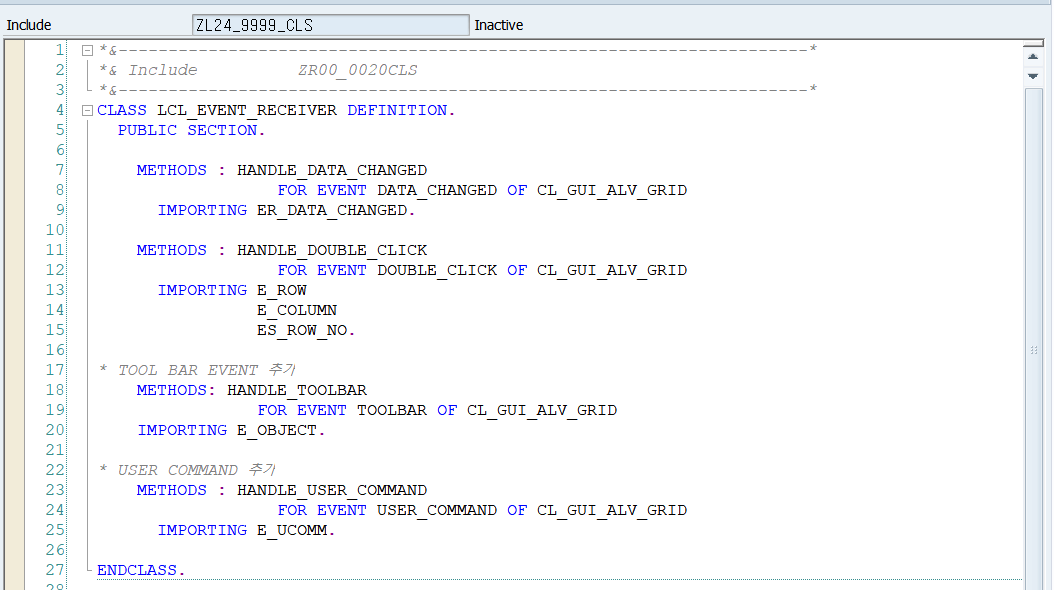 Include ZL24_9999_CLS Inactive
1 *&---------------------------------------------------------------------*
2 *& Include          ZR00_0020CLS
3 *&---------------------------------------------------------------------*
4 CLASS LCL_EVENT_RECEIVER DEFINITION.
5   PUBLIC SECTION.
6
7     METHODS : HANDLE_DATA_CHANGED
8                   FOR EVENT DATA_CHANGED OF CL_GUI_ALV_GRID
9       IMPORTING ER_DATA_CHANGED.
10
11     METHODS : HANDLE_DOUBLE_CLICK
12                   FOR EVENT DOUBLE_CLICK OF CL_GUI_ALV_GRID
13       IMPORTING E_ROW
14                 E_COLUMN
15                 ES_ROW_NO.
16
17 * TOOL BAR EVENT 추가
18     METHODS: HANDLE_TOOLBAR
19                 FOR EVENT TOOLBAR OF CL_GUI_ALV_GRID
20     IMPORTING E_OBJECT.
21
22 * USER COMMAND 추가
23     METHODS : HANDLE_USER_COMMAND
24                   FOR EVENT USER_COMMAND OF CL_GUI_ALV_GRID
25       IMPORTING E_UCOMM.
26
27 ENDCLASS.
28